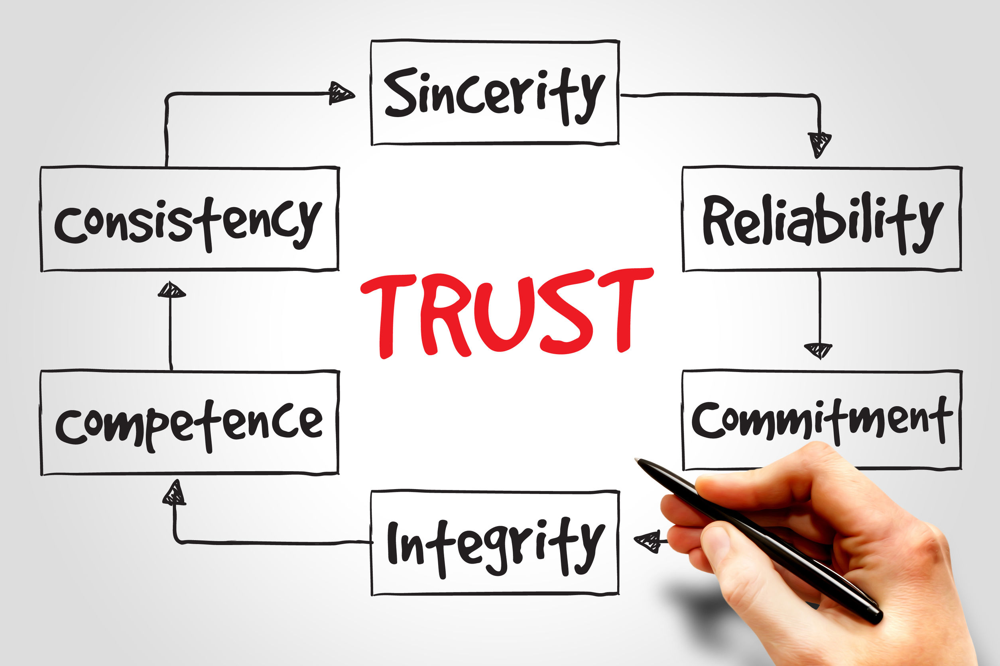 Sincerity
consistency
Reliability
TRUST
competence
Commitment
Integrity